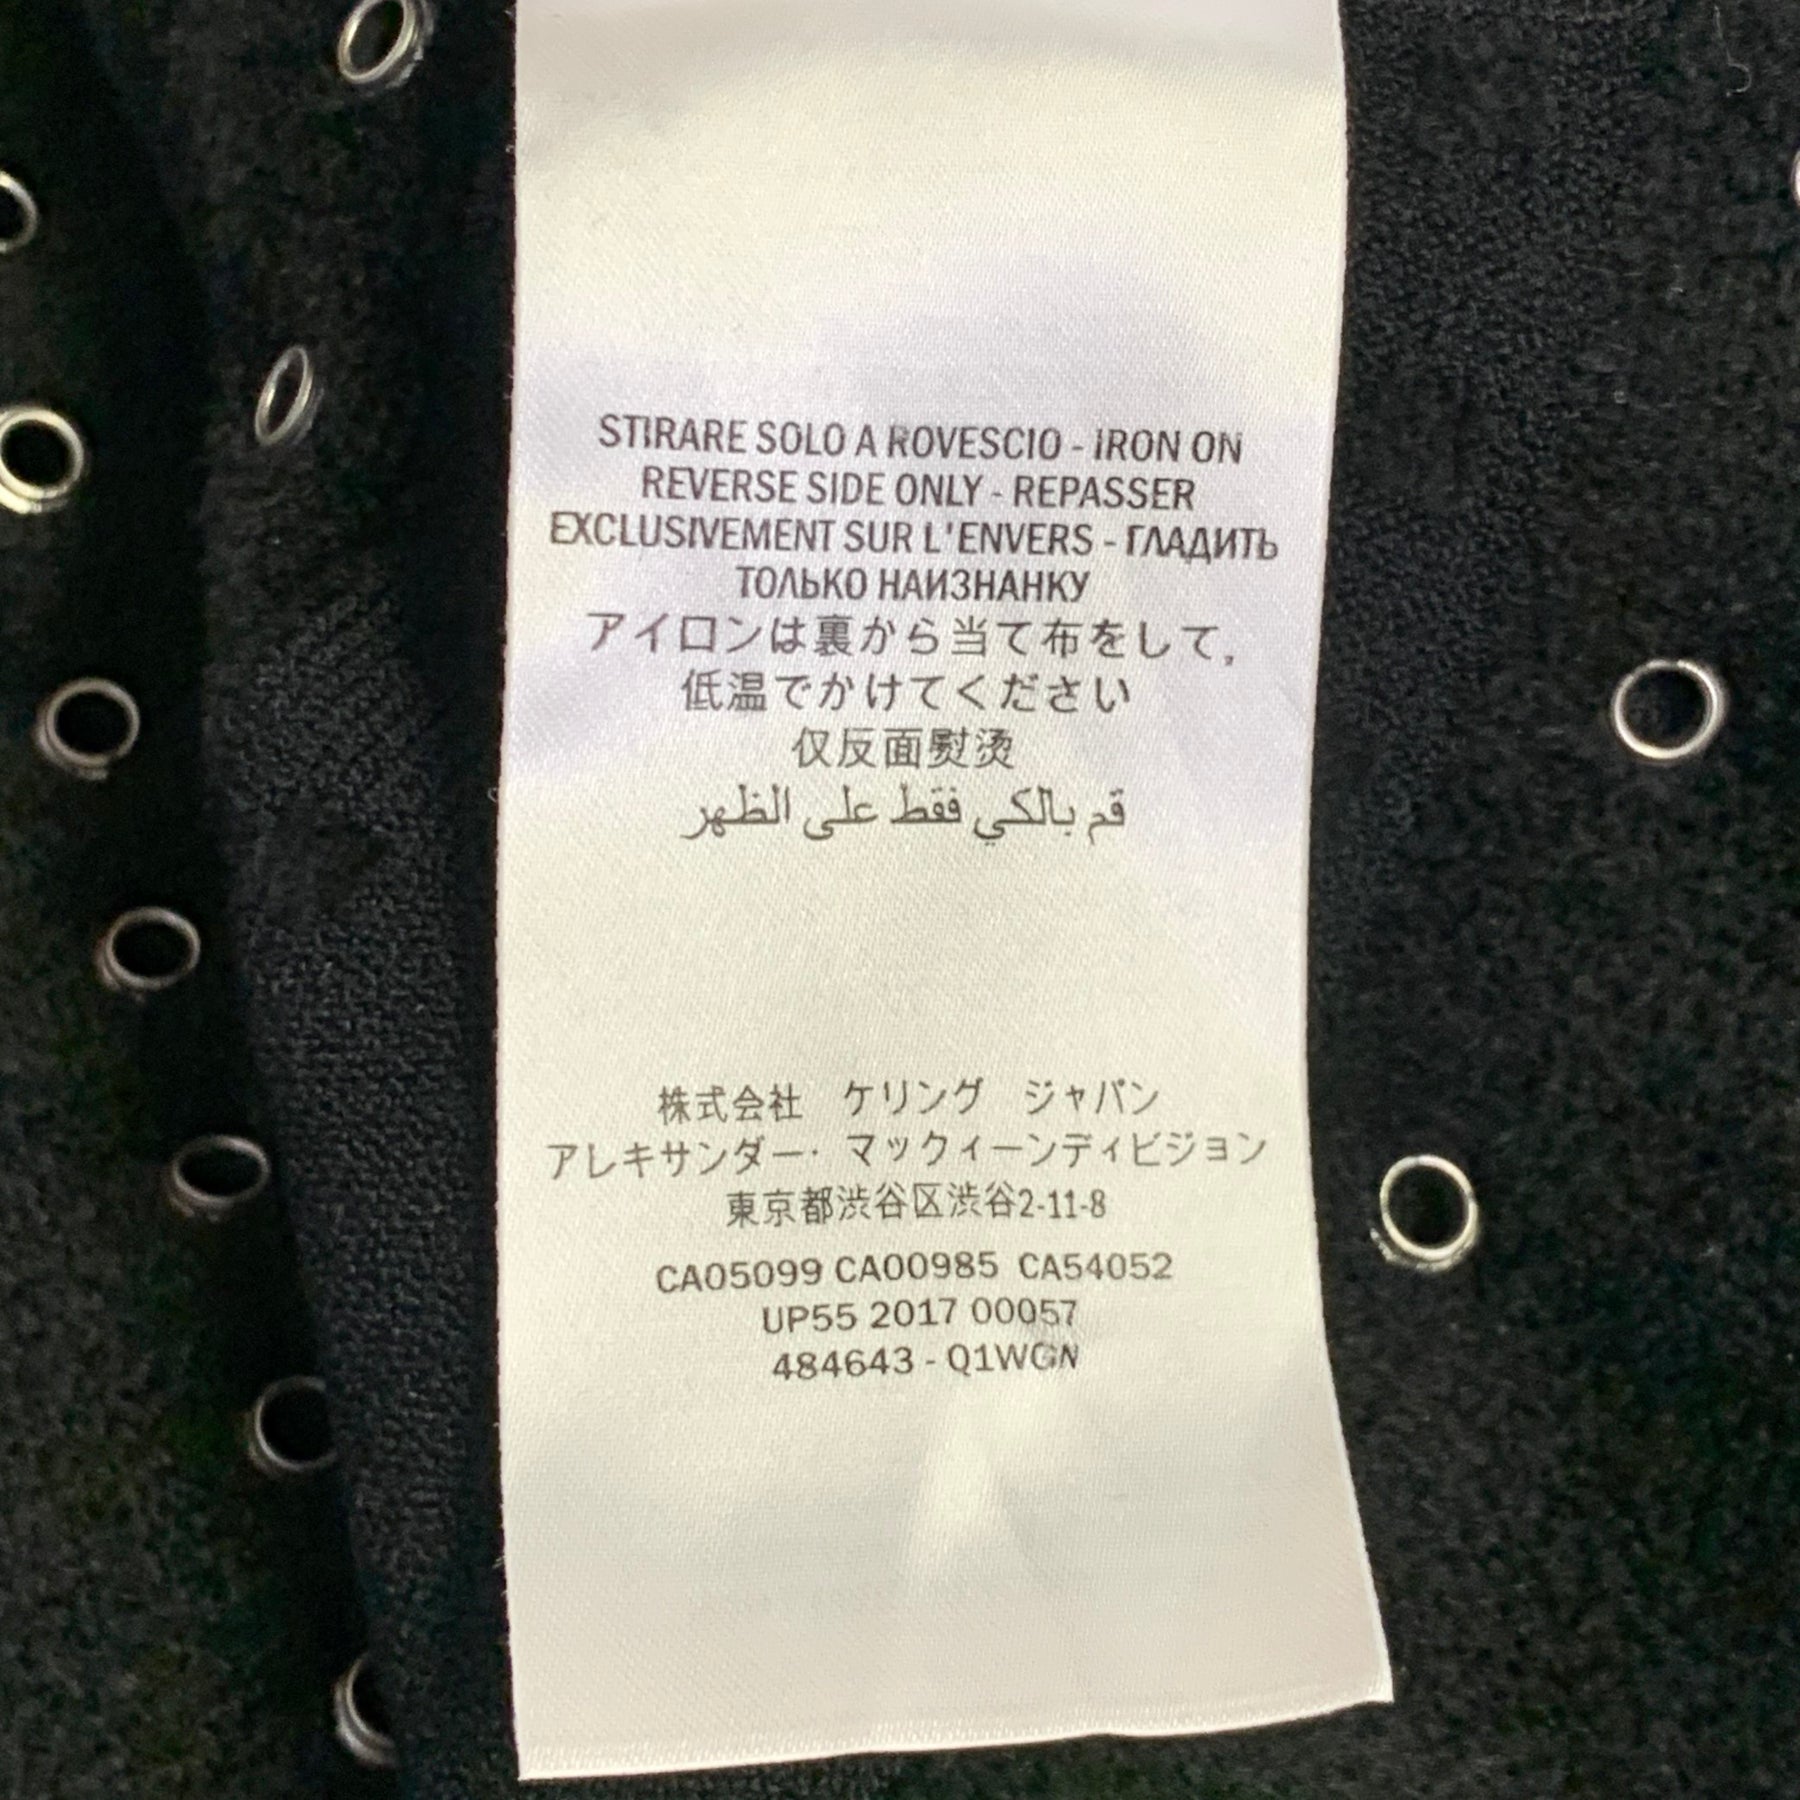 STIRARE SOLO A ROVESCIO - IRON ON
REVERSE SIDE ONLY - REPASSER
EXCLUSIVEMENT SUR L'ENVERS - ГЛАДИТЬ
ТОЛЬКО НАИЗНАНКУ
アイロンは裏から当て布をして,
低温でかけてください
仅反面熨烫
قم بالكي فقط على الظهر
株式会社 ケリング ジャパン
アレキサンダー・マックィーンディビジョン
東京都渋谷区渋谷2-11-8
CA05099 CA00985 CA54052
UP55 2017 00057
484643 - Q1WGN